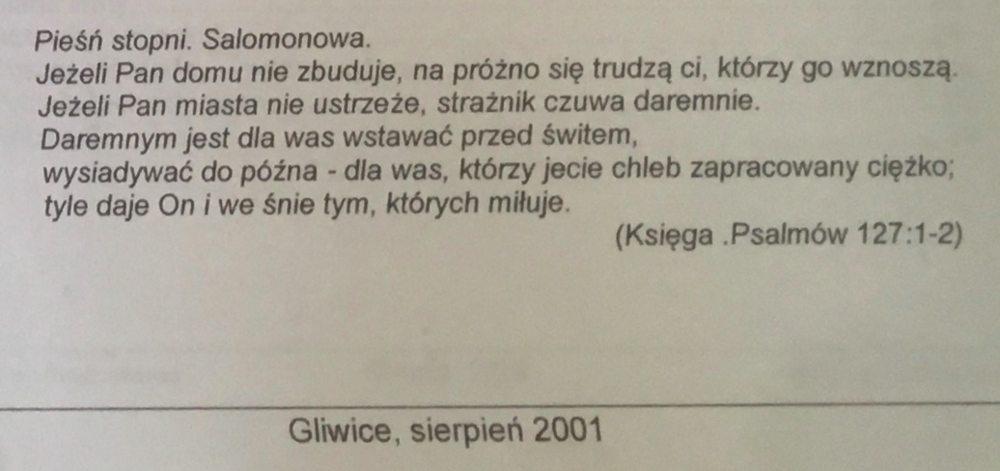 Pieśń stopni. Salomonowa.
Jeżeli Pan domu nie zbuduje, na próżno się trudzą ci, którzy go wznoszą.
Jeżeli Pan miasta nie ustrzeże, strażnik czuwa daremnie.
Daremnym jest dla was wstawać przed świtem,
wysiadywać do późna - dla was, którzy jecie chleb zapracowany ciężko;
tyle daje On i we śnie tym, których miłuje.
(Księga .Psalmów 127:1-2)
Gliwice, sierpień 2001